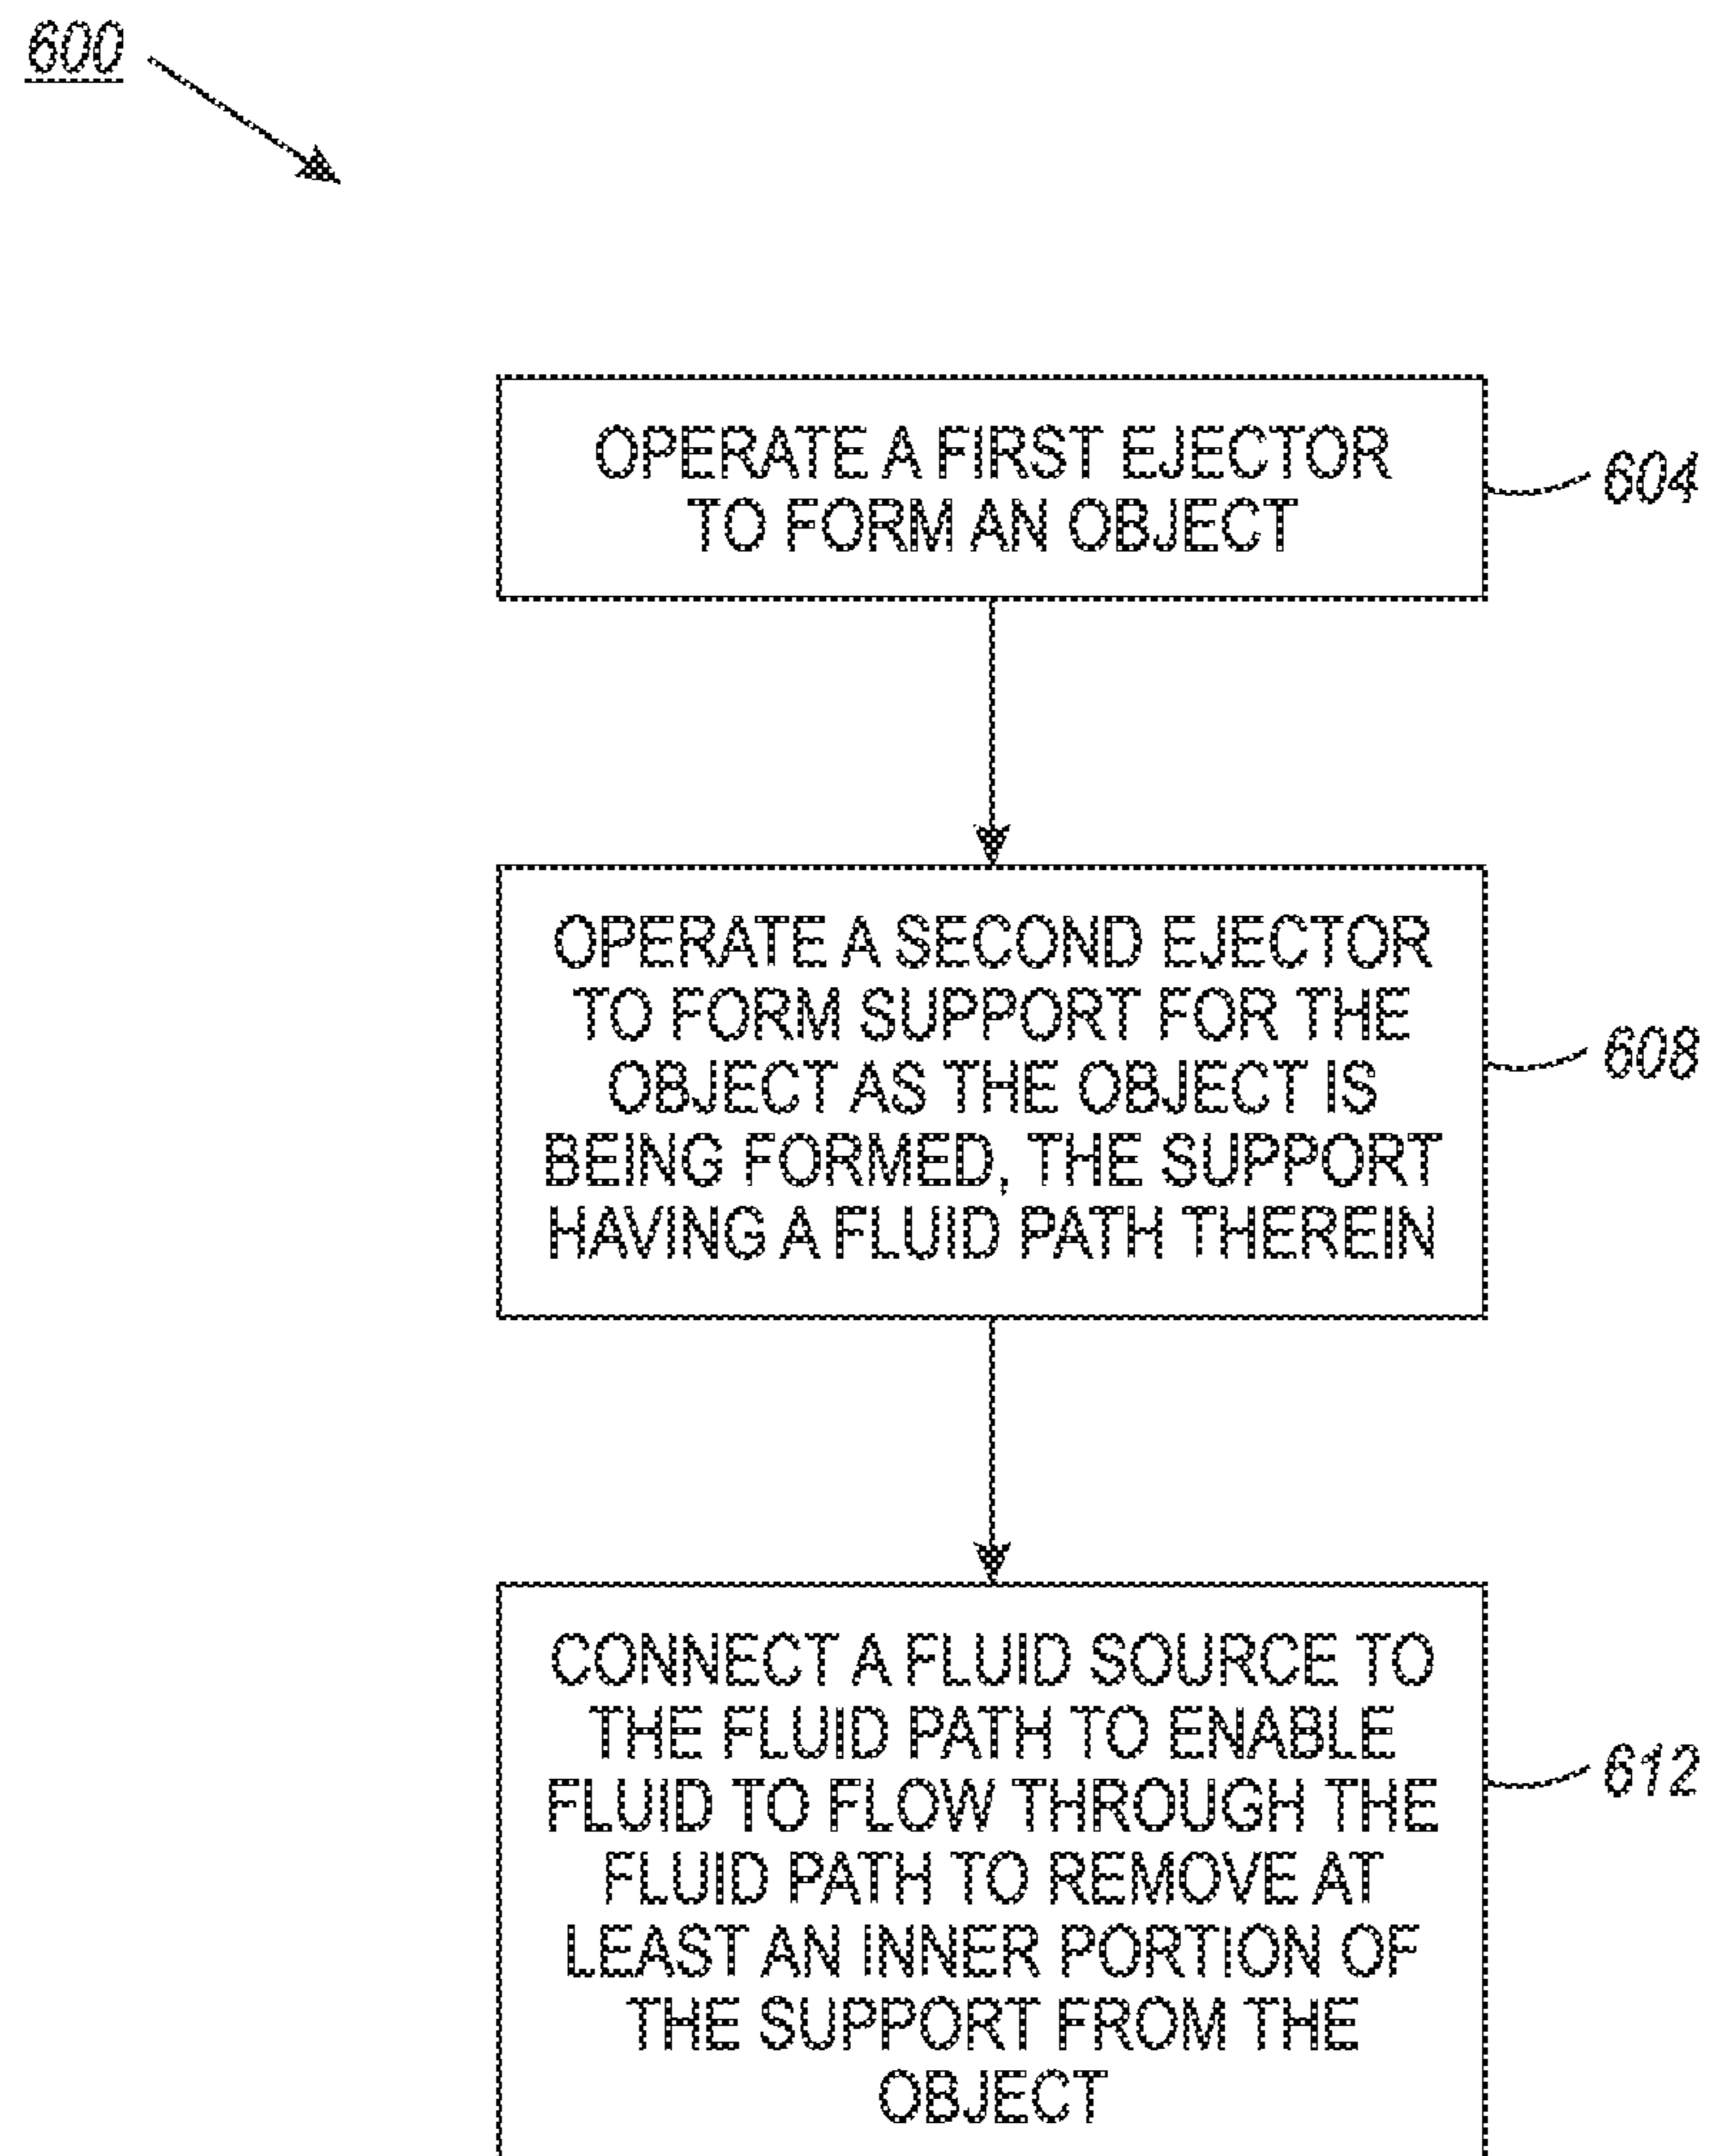 600
OPERATE A FIRST EJECTOR
TO FORM AN OBJECT
604
OPERATE A SECOND EJECTOR
TO FORM SUPPORT FOR THE
OBJECT AS THE OBJECT IS
BEING FORMED, THE SUPPORT
HAVING A FLUID PATH THEREIN
608
CONNECT A FLUID SOURCE TO
THE FLUID PATH TO ENABLE
FLUID TO FLOW THROUGH THE
FLUID PATH TO REMOVE AT
LEAST AN INNER PORTION OF
THE SUPPORT FROM THE
OBJECT
612